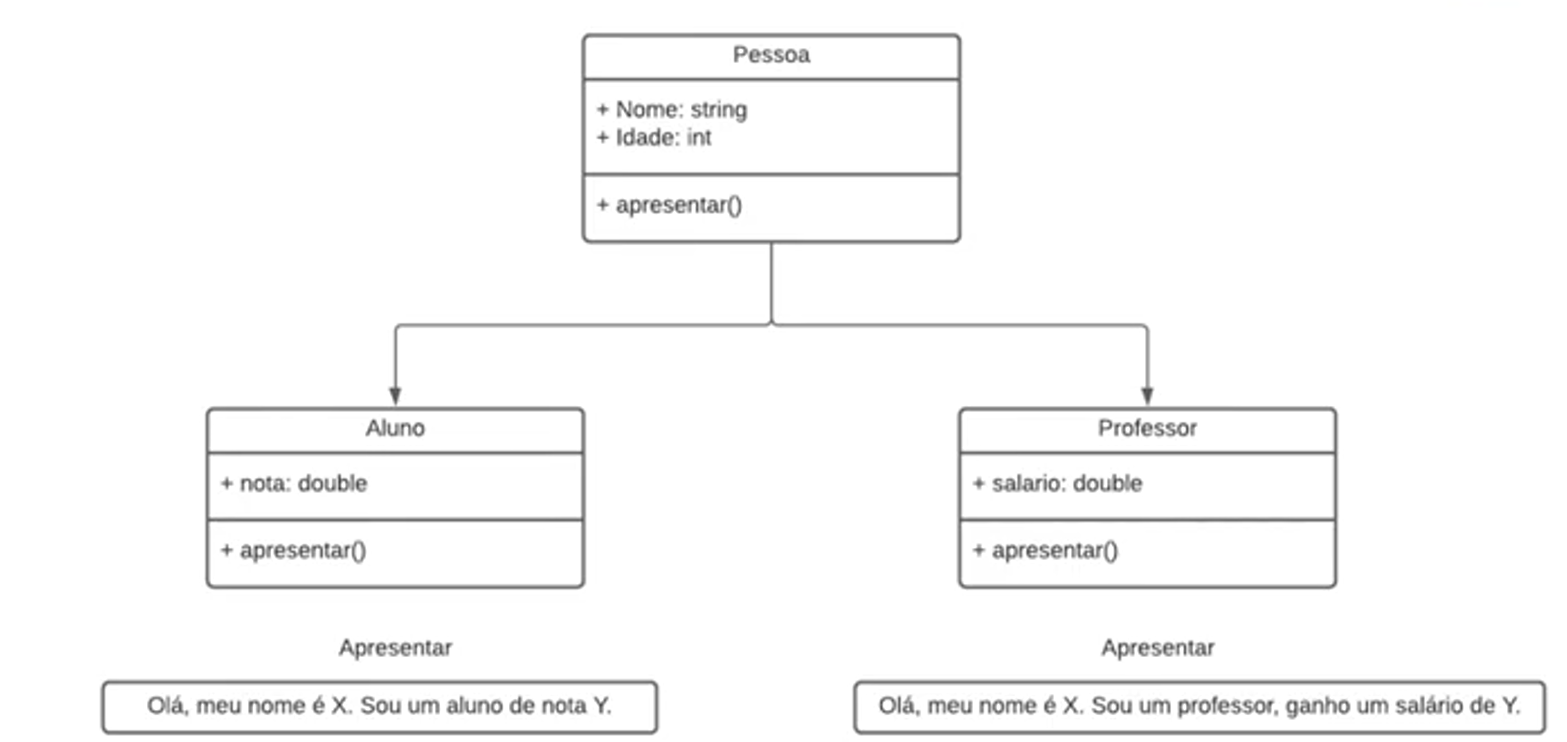 Pessoa
+ Nome: string
+ Idade: int
+ apresentar()
Aluno
+ nota: double
+ apresentar()
Professor
+ salario: double
+ apresentar()
Apresentar
Olá, meu nome é X. Sou um aluno de nota Y.
Apresentar
Olá, meu nome é X. Sou um professor, ganho um salário de Y.